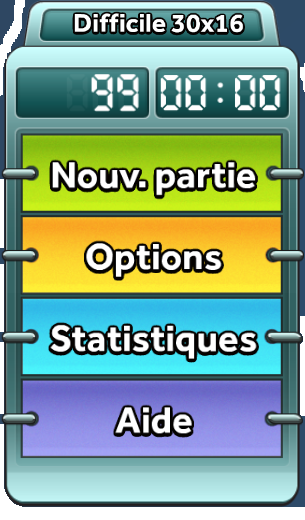 Difficile 30x16
99 00:00
Nouv. partie
Options
Statistiques
Aide